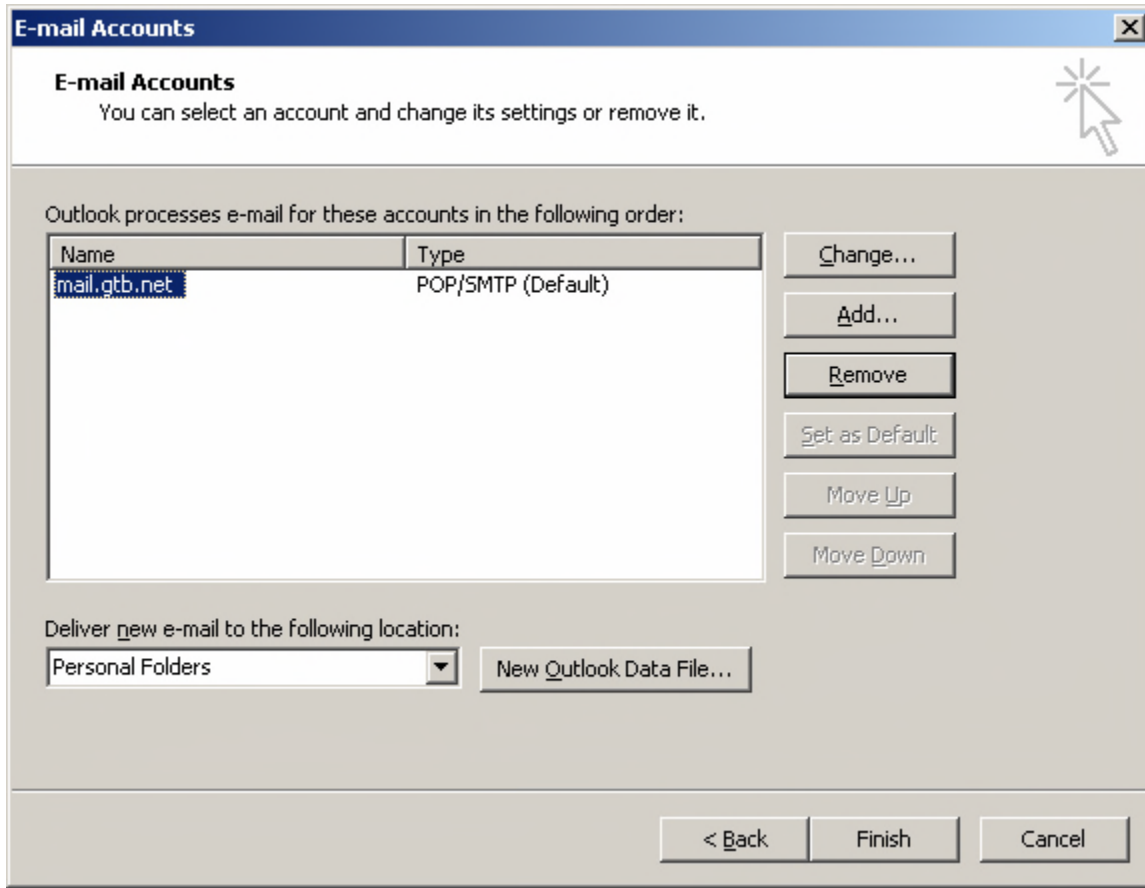 E-mail Accounts
E-mail Accounts
You can select an account and change its settings or remove it.
Outlook processes e-mail for these accounts in the following order:
Name Type
mail.gtb.net POP/SMTP (Default)
Change...
Add...
Remove
Set as Default
Move Up
Move Down
Deliver new e-mail to the following location:
Personal Folders New Outlook Data File...
< Back Finish Cancel